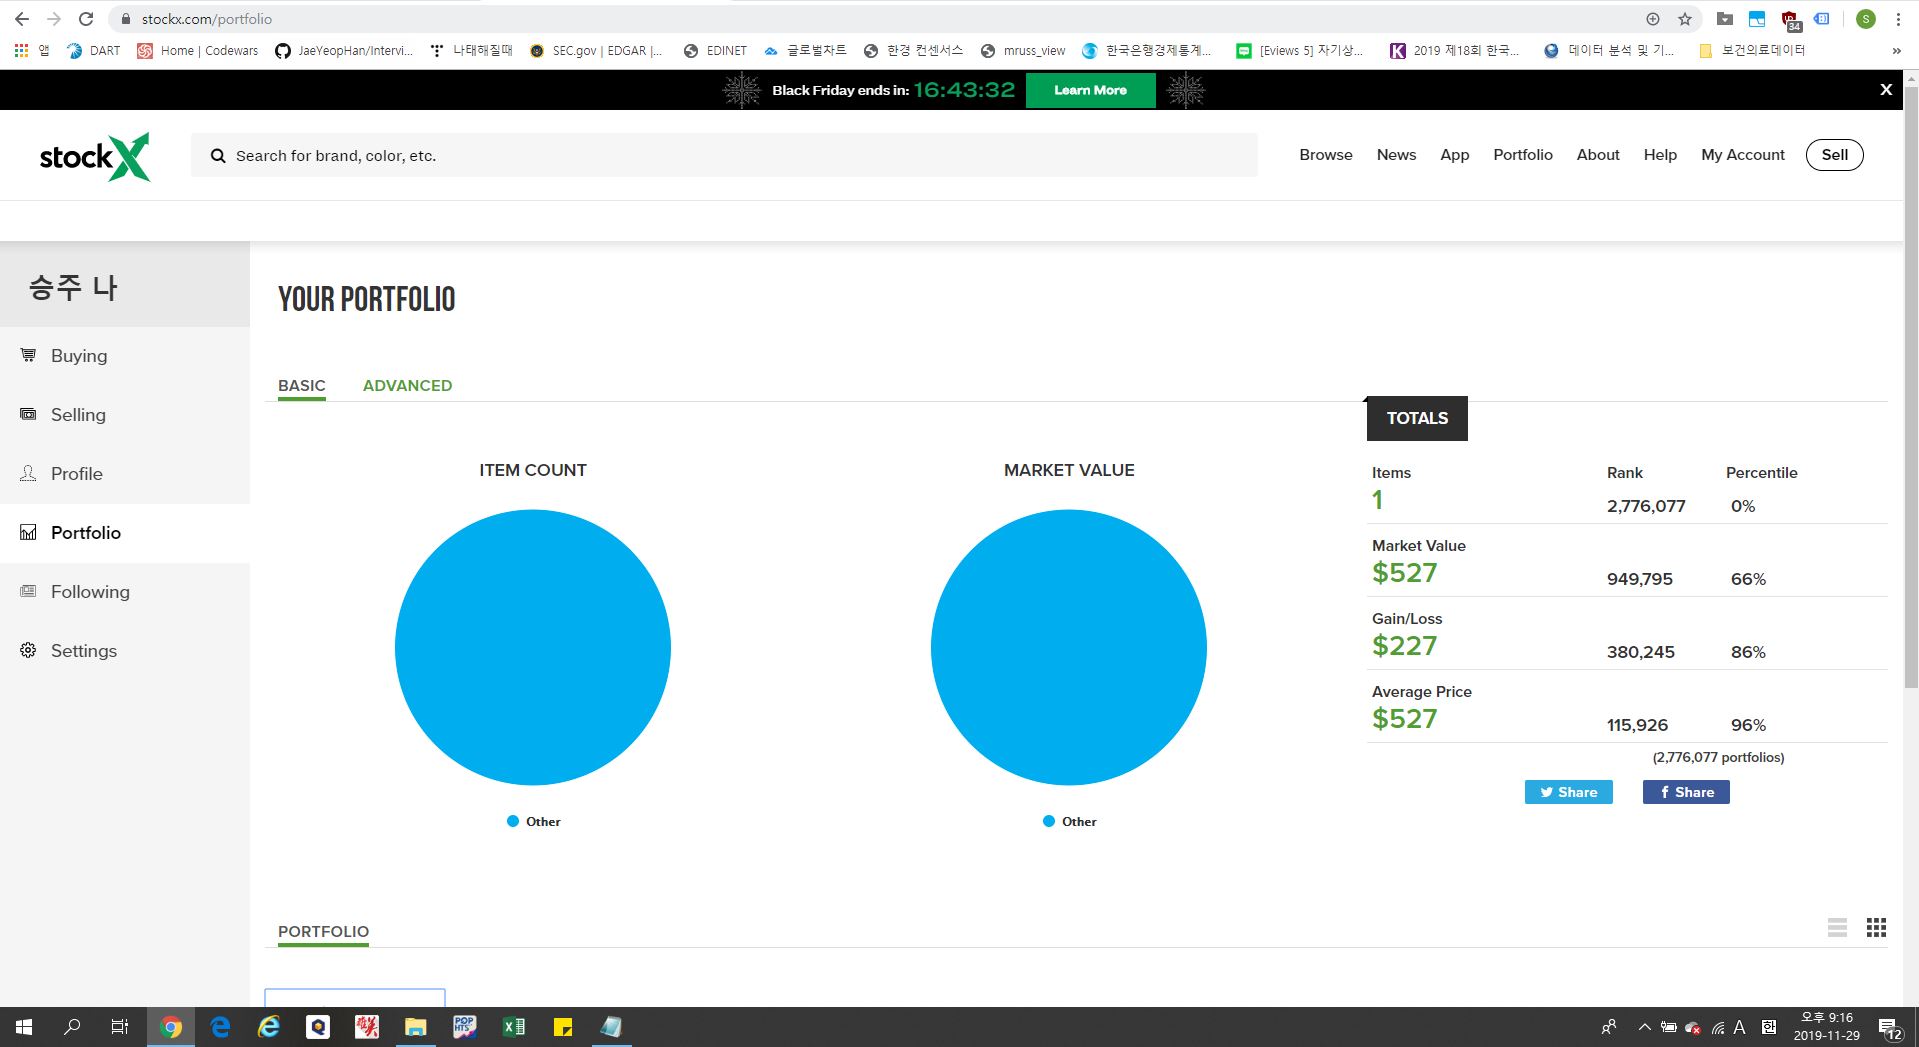 stockx.com/portfolio
34
S
앱 DART Home | Codewars JaeYeopHan/Intervi... 나태해질때 SEC.gov | EDGAR |... EDINET 글로벌차트 한경 컨센서스 mruss_view 한국은행경제통계... [Eviews 5] 자기상... 2019 제18회 한국... 데이터 분석 및 기... 보건의료데이터 »
Black Friday ends in: 16:43:32 Learn More X
stockX
Search for brand, color, etc.
Browse News App Portfolio About Help My Account Sell
승주 나
Buying
Selling
Profile
Portfolio
Following
Settings
YOUR PORTFOLIO
BASIC ADVANCED
ITEM COUNT
Other
MARKET VALUE
Other
TOTALS
Items Rank Percentile
1 2,776,077 0%
Market Value
$527 949,795 66%
Gain/Loss
$227 380,245 86%
Average Price
$527 115,926 96%
(2,776,077 portfolios)
Share Share
PORTFOLIO
POP HTS
A 한
오후 9:16
2019-11-29
12